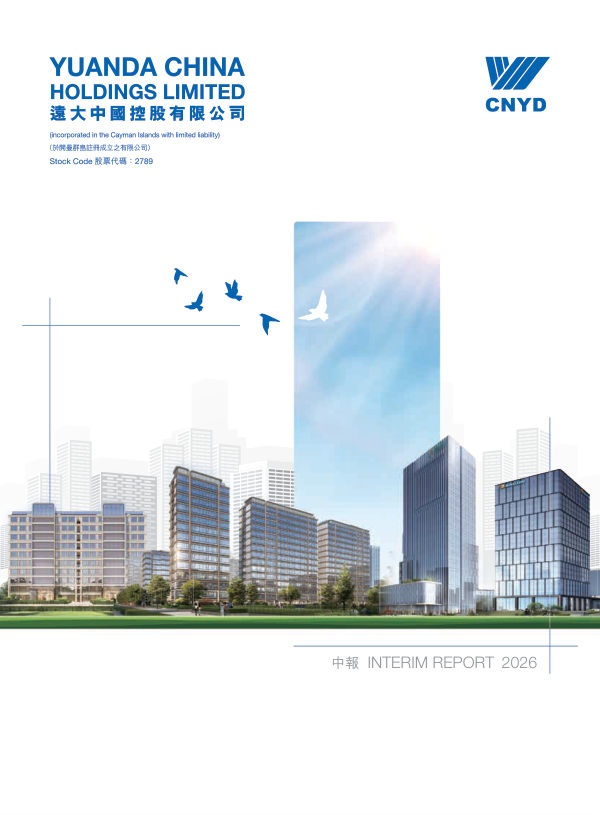 YUANDA CHINA
HOLDINGS LIMITED
遠大中國控股有限公司
(incorporated in the Cayman Islands with limited liability)
（於開曼群島註冊成立之有限公司）
Stock Code 股票代碼：2789
CNYD
中報 INTERIM REPORT 2026